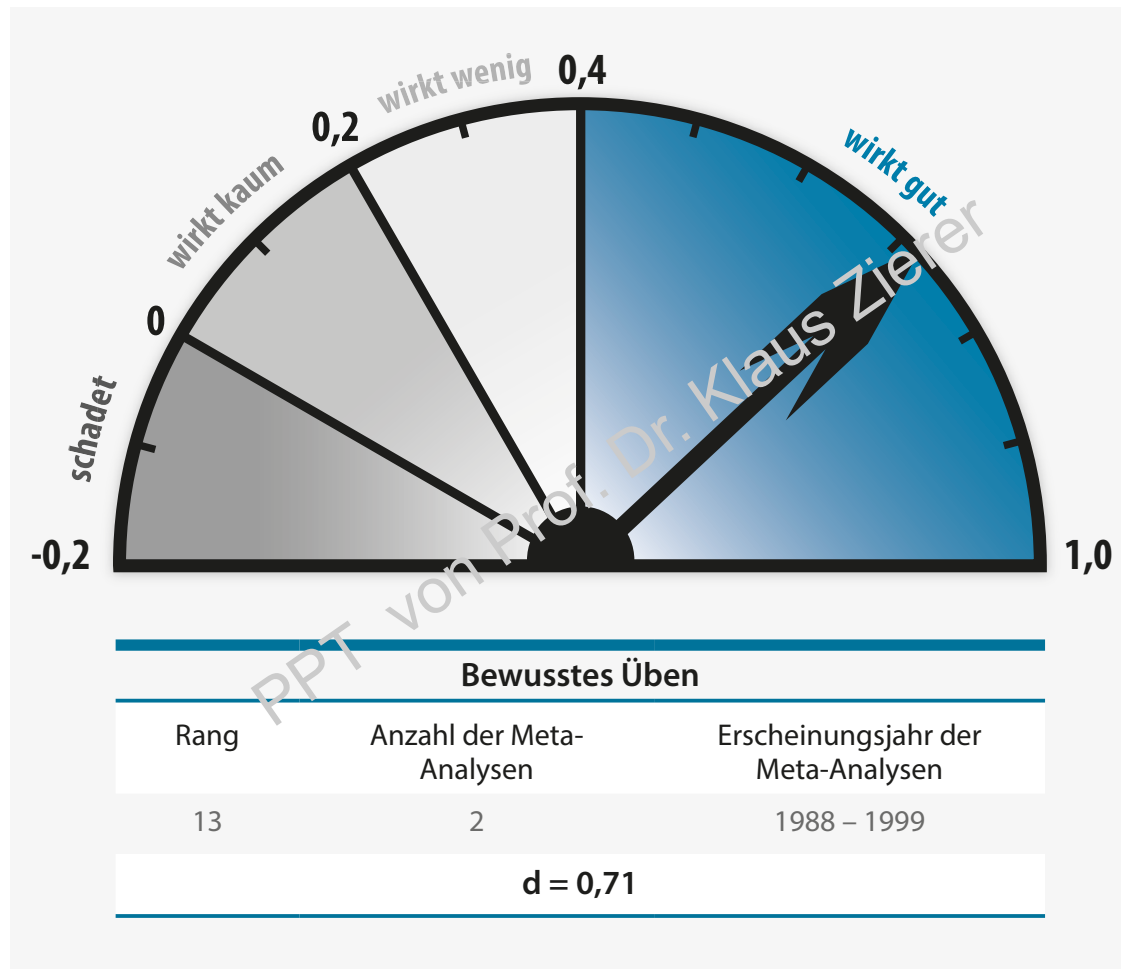 wirkt wenig
0,4
0,2
wirkt kaum
wirkt gut
0
schadet
-0,2
1,0
PPT von Prof. Dr. Klaus Zierer
Bewusstes Üben
Rang
Anzahl der Meta-
Analysen
Erscheinungsjahr der
Meta-Analysen
13
2
1988 – 1999
d = 0,71